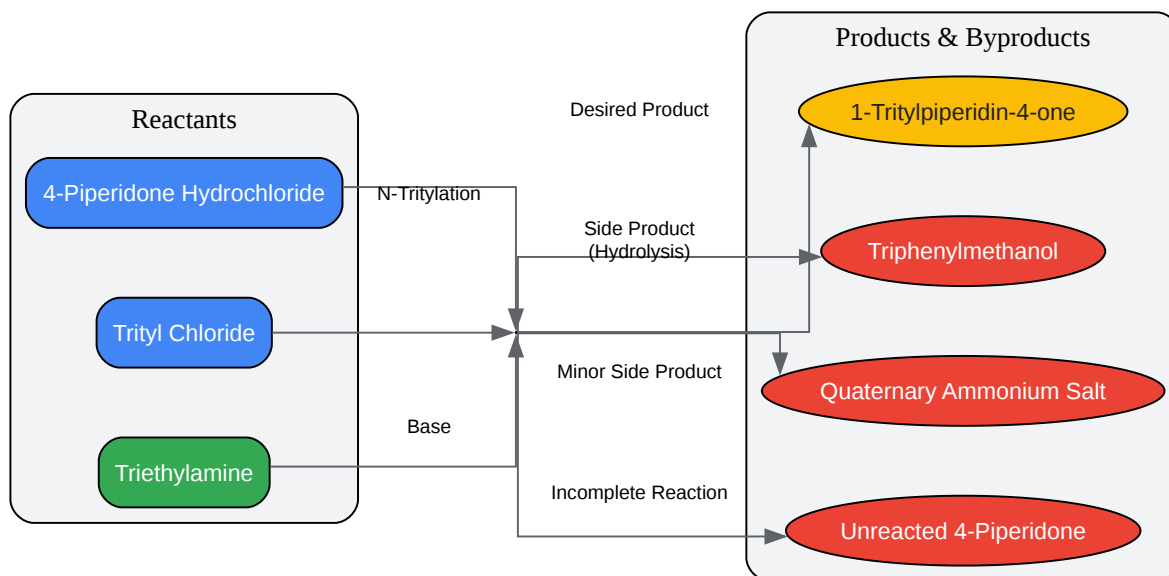 Products & Byproducts
Reactants
Desired Product
1-Tritylpiperidin-4-one
4-Piperidone Hydrochloride
N-Tritylation
Side Product
(Hydrolysis)
Triphenylmethanol
Trityl Chloride
Minor Side Product
Quaternary Ammonium Salt
Base
Triethylamine
Incomplete Reaction
Unreacted 4-Piperidone